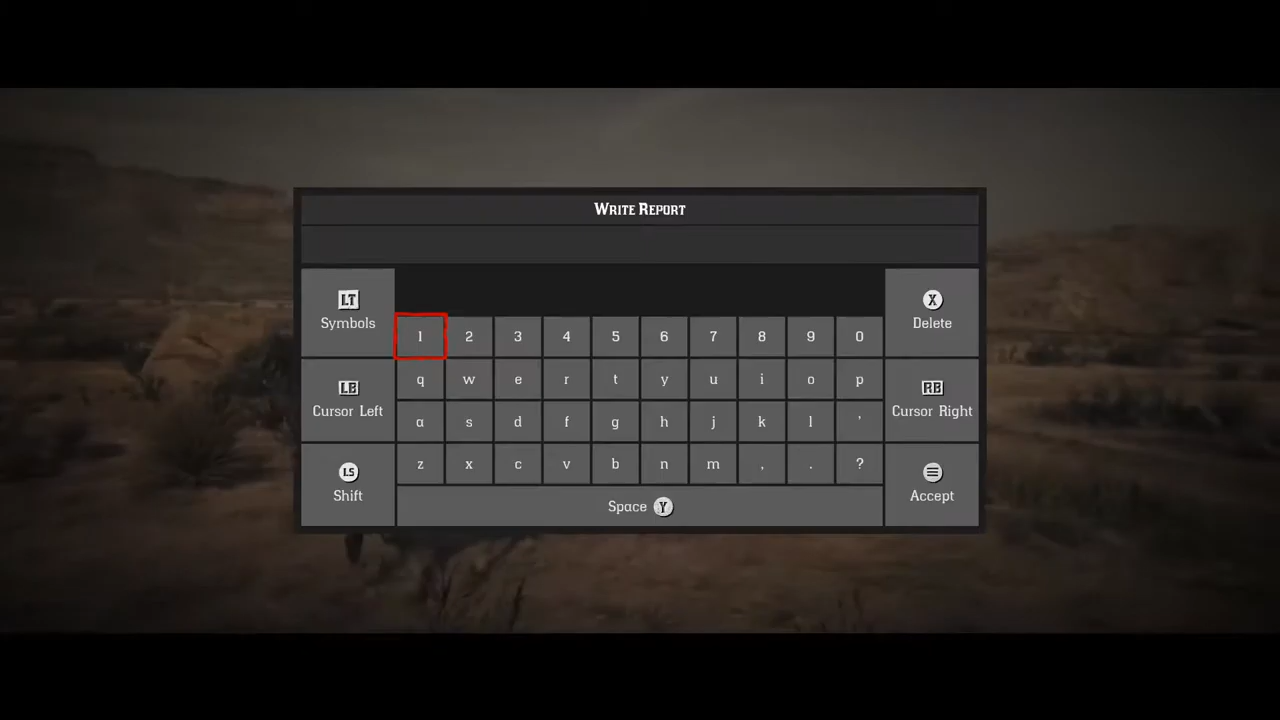 Write Report
LT
Symbols
X
Delete
1 2 3 4 5 6 7 8 9 0
LB
Cursor Left
q w e r t y u i o p
RB
Cursor Right
a s d f g h j k l '
LS
Shift
z x c v b n m , . ?
Accept
Space Y